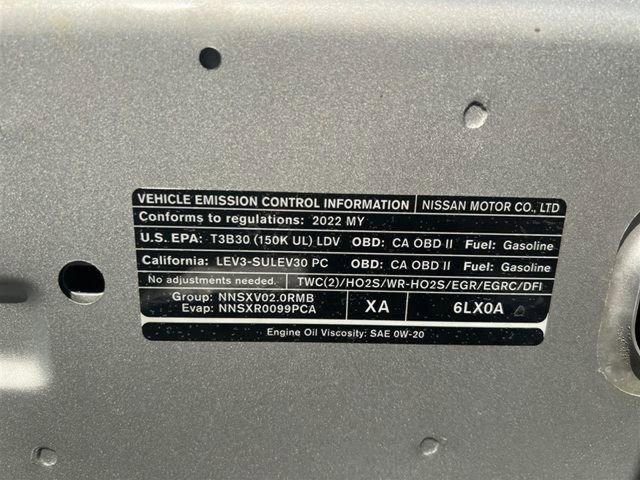 VEHICLE EMISSION CONTROL INFORMATION NISSAN MOTOR CO., LTD
Conforms to regulations: 2022 MY
U.S. EPA: T3B30 (150K UL) LDV OBD: CA OBD II Fuel: Gasoline
California: LEV3-SULEV30 PC OBD: CA OBD II Fuel: Gasoline
No adjustments needed. TWC(2)/HO2S/WR-HO2S/EGR/EGRC/DFI
Group: NNSXV02.0RMB
Evap: NNSXR0099PCA
XA 6LX0A
Engine Oil Viscosity: SAE 0W-20